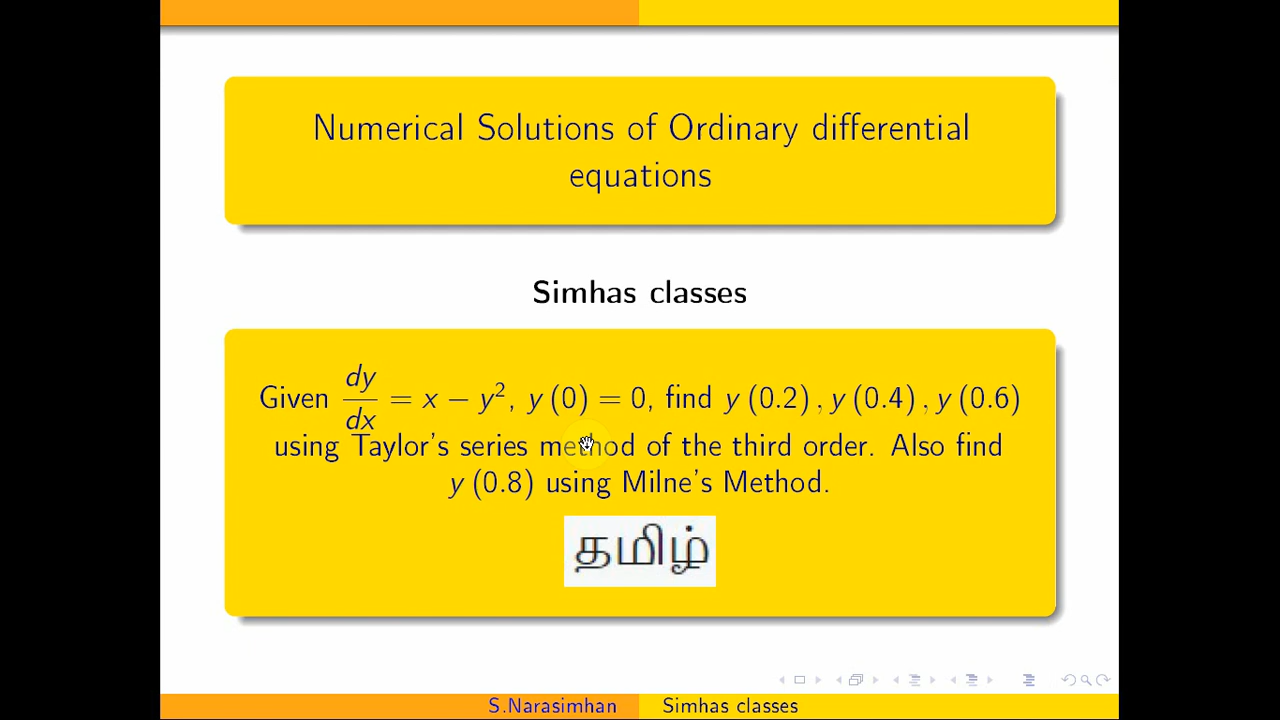 Numerical Solutions of Ordinary differential
equations
Simhas classes
Given dy/dx = x − y², y (0) = 0, find y (0.2) , y (0.4) , y (0.6)
using Taylor's series method of the third order. Also find
y (0.8) using Milne's Method.
தமிழ்
S.Narasimhan Simhas classes